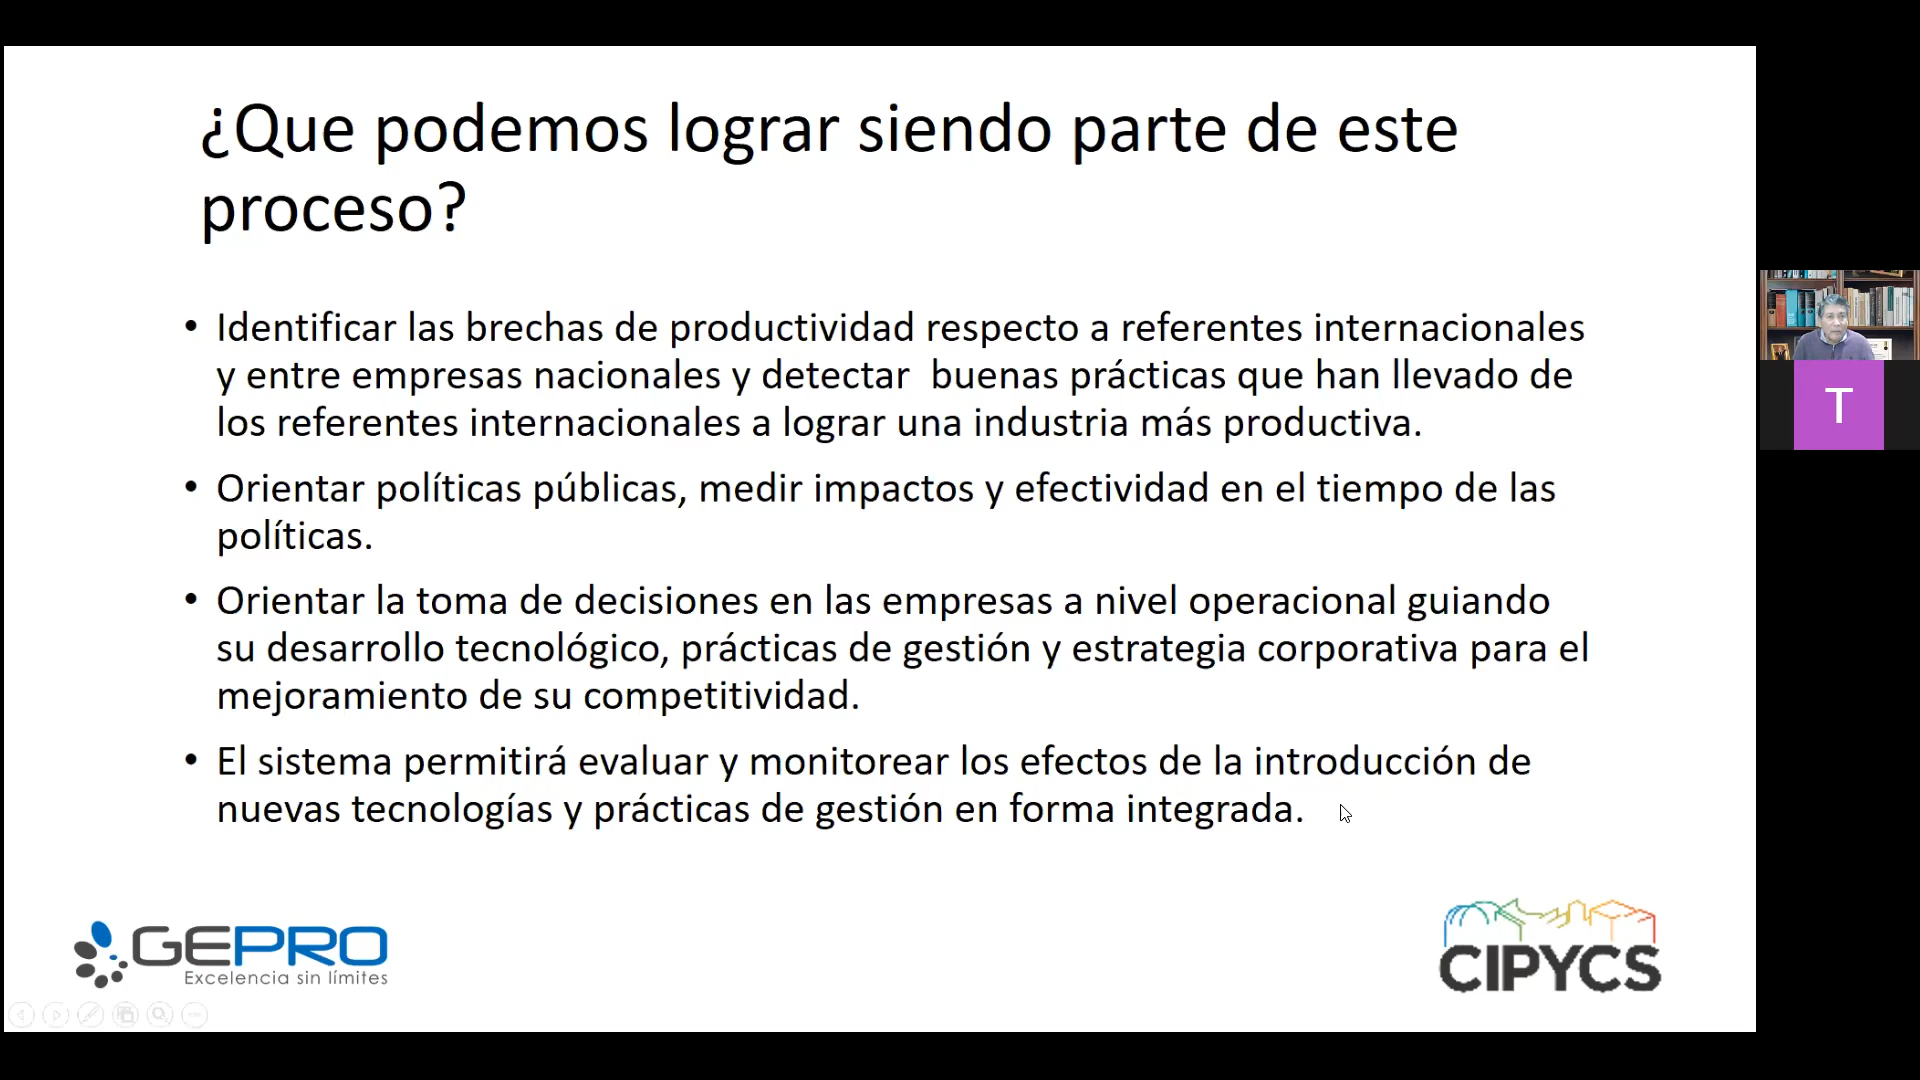 ¿Que podemos lograr siendo parte de este
proceso?
• Identificar las brechas de productividad respecto a referentes internacionales
y entre empresas nacionales y detectar  buenas prácticas que han llevado de
los referentes internacionales a lograr una industria más productiva.
• Orientar políticas públicas, medir impactos y efectividad en el tiempo de las
políticas.
• Orientar la toma de decisiones en las empresas a nivel operacional guiando
su desarrollo tecnológico, prácticas de gestión y estrategia corporativa para el
mejoramiento de su competitividad.
• El sistema permitirá evaluar y monitorear los efectos de la introducción de
nuevas tecnologías y prácticas de gestión en forma integrada.
GEPRO
Excelencia sin límites
CIPYCS
T